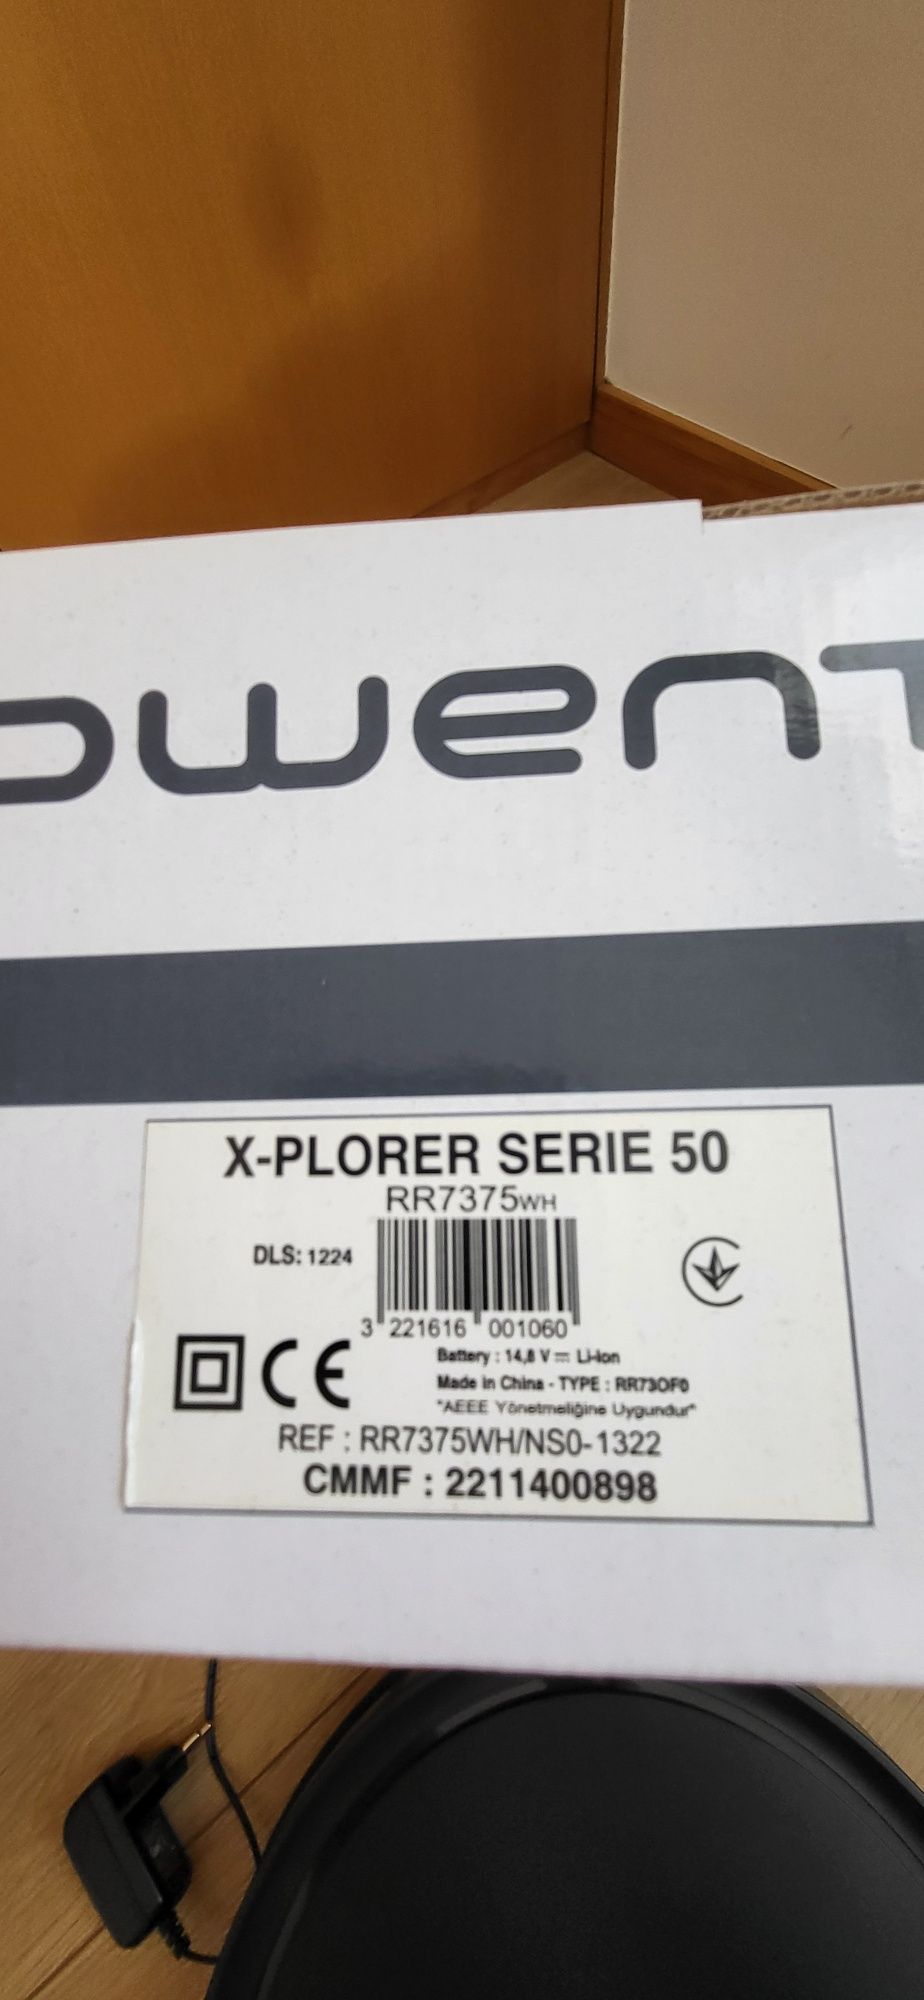 owent
X-PLORER SERIE 50
RR7375WH
DLS: 1224
3 221616 001060
Battery : 14,8 V ⎓ Li-Ion
Made in China - TYPE : RR73OF0
"AEEE Yönetmeliğine Uygundur"
CE
REF : RR7375WH/NS0-1322
CMMF : 2211400898